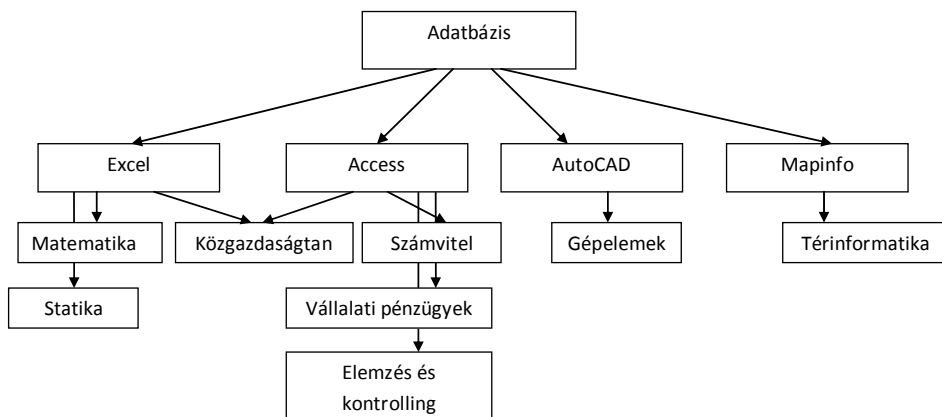 Adatbázis
Excel
Access
AutoCAD
Mapinfo
Matematika
Közgazdaságtan
Számvitel
Gépelemek
Térinformatika
Statika
Vállalati pénzügyek
Elemzés és
kontrolling